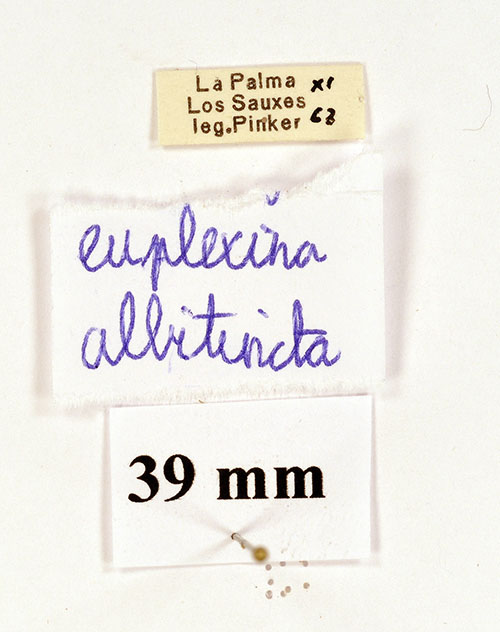 La Palma XI
Los Sauxes
leg.Pinker 63
euplexina
albitincta
39 mm